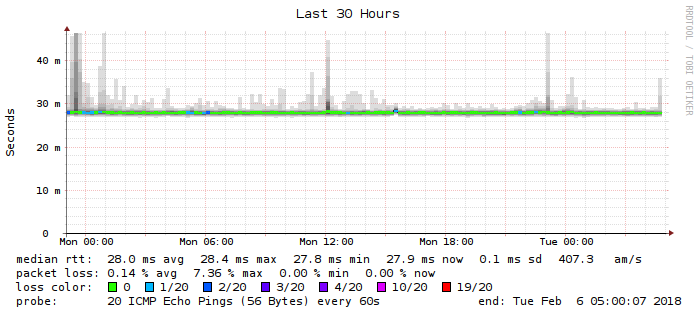 Last 30 Hours
RRDTOOL / TOBI OETIKER
Seconds
40 m
30 m
20 m
10 m
0
Mon 00:00 Mon 06:00 Mon 12:00 Mon 18:00 Tue 00:00
median rtt: 28.0 ms avg 28.4 ms max 27.8 ms min 27.9 ms now 0.1 ms sd 407.3 am/s
packet loss: 0.14 % avg 7.36 % max 0.00 % min 0.00 % now
loss color: 0 1/20 2/20 3/20 4/20 10/20 19/20
probe: 20 ICMP Echo Pings (56 Bytes) every 60s end: Tue Feb 6 05:00:07 2018